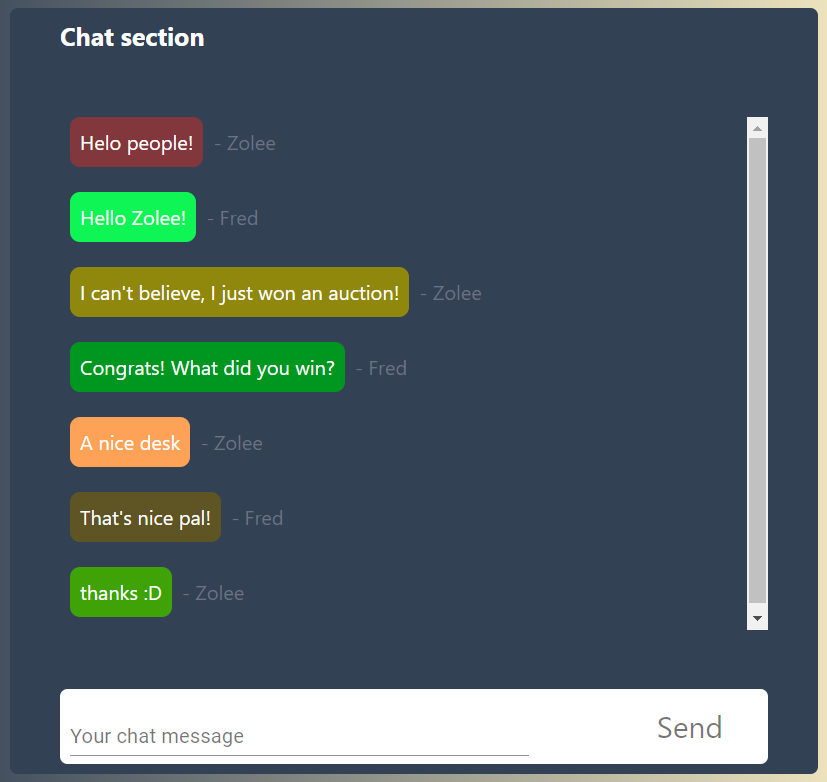 Chat section
Helo people! - Zolee
Hello Zolee! - Fred
I can't believe, I just won an auction! - Zolee
Congrats! What did you win? - Fred
A nice desk - Zolee
That's nice pal! - Fred
thanks :D - Zolee
Your chat message
Send